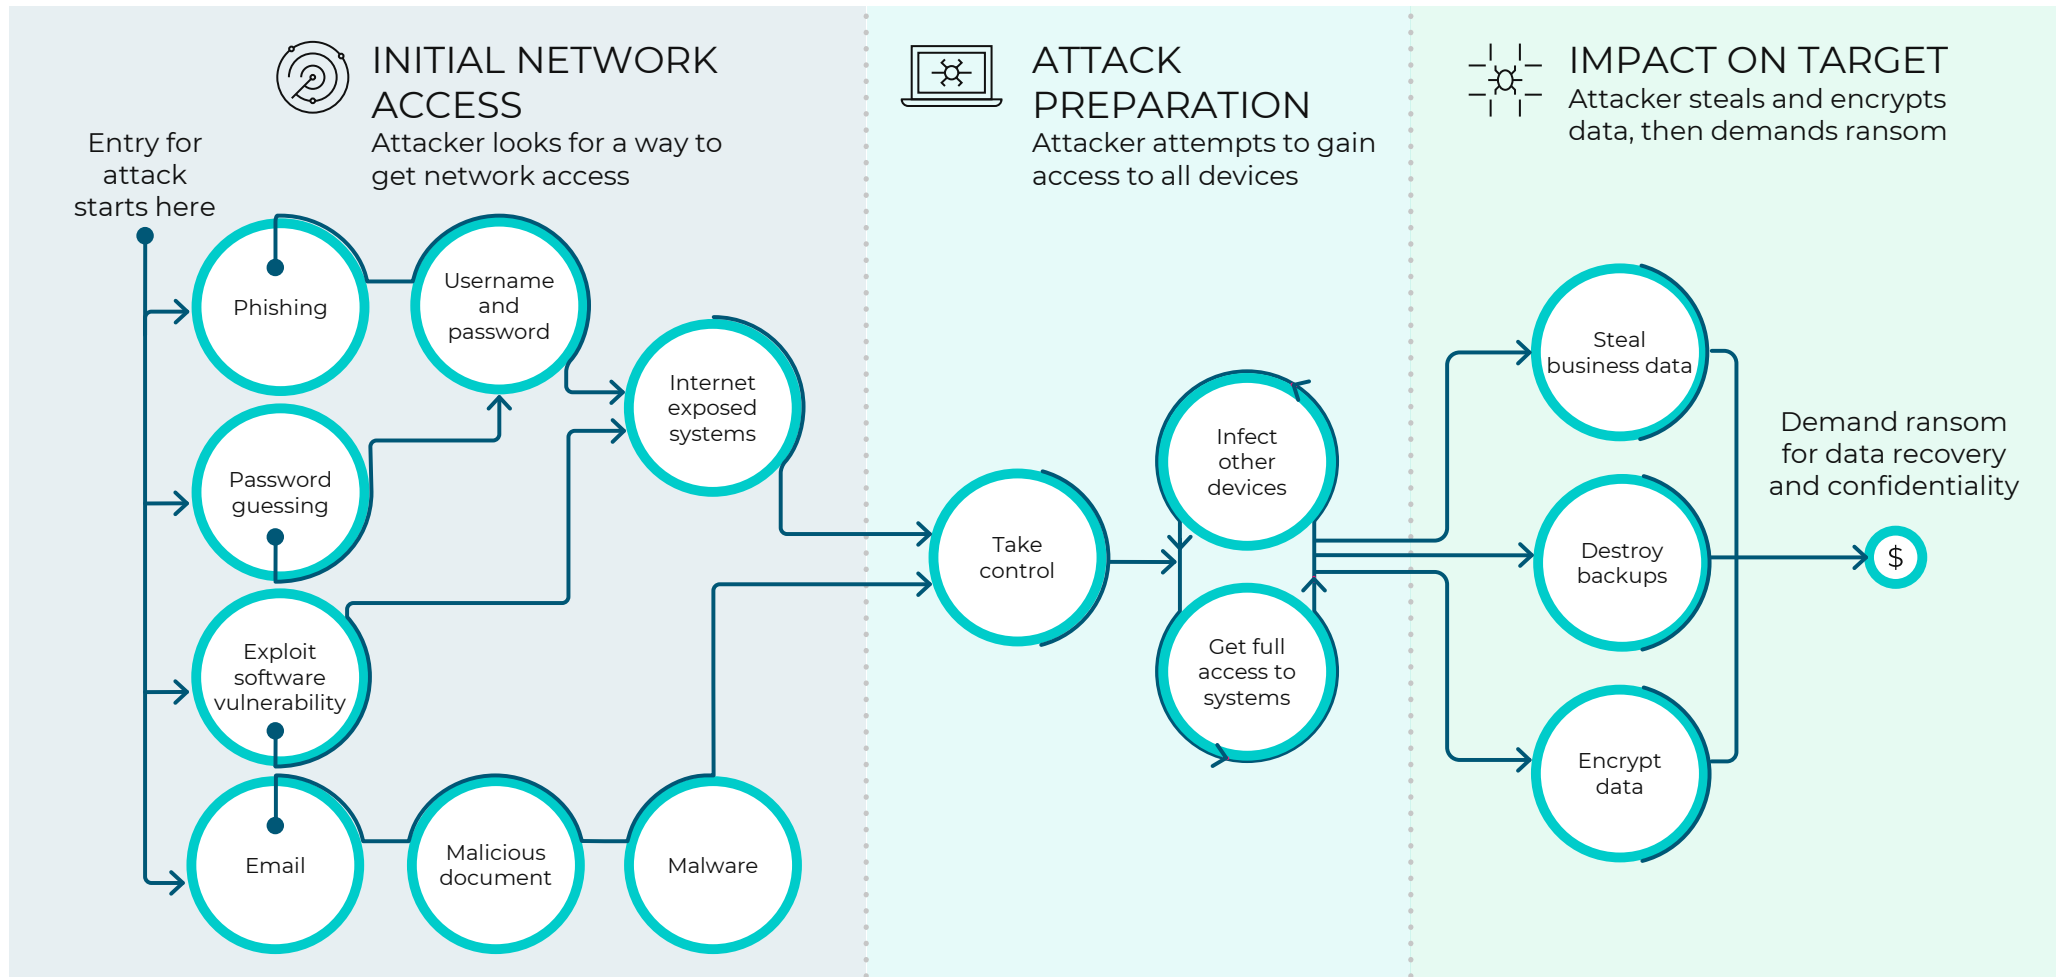 INITIAL NETWORK
ACCESS
Attacker looks for a way to
get network access
Entry for
attack
starts here
Phishing
Username
and
password
Internet
exposed
systems
Password
guessing
Exploit
software
vulnerability
Email
Malicious
document
Malware
ATTACK
PREPARATION
Attacker attempts to gain
access to all devices
Take
control
Infect
other
devices
Get full
access to
systems
IMPACT ON TARGET
Attacker steals and encrypts
data, then demands ransom
Steal
business data
Destroy
backups
Encrypt
data
Demand ransom
for data recovery
and confidentiality
$